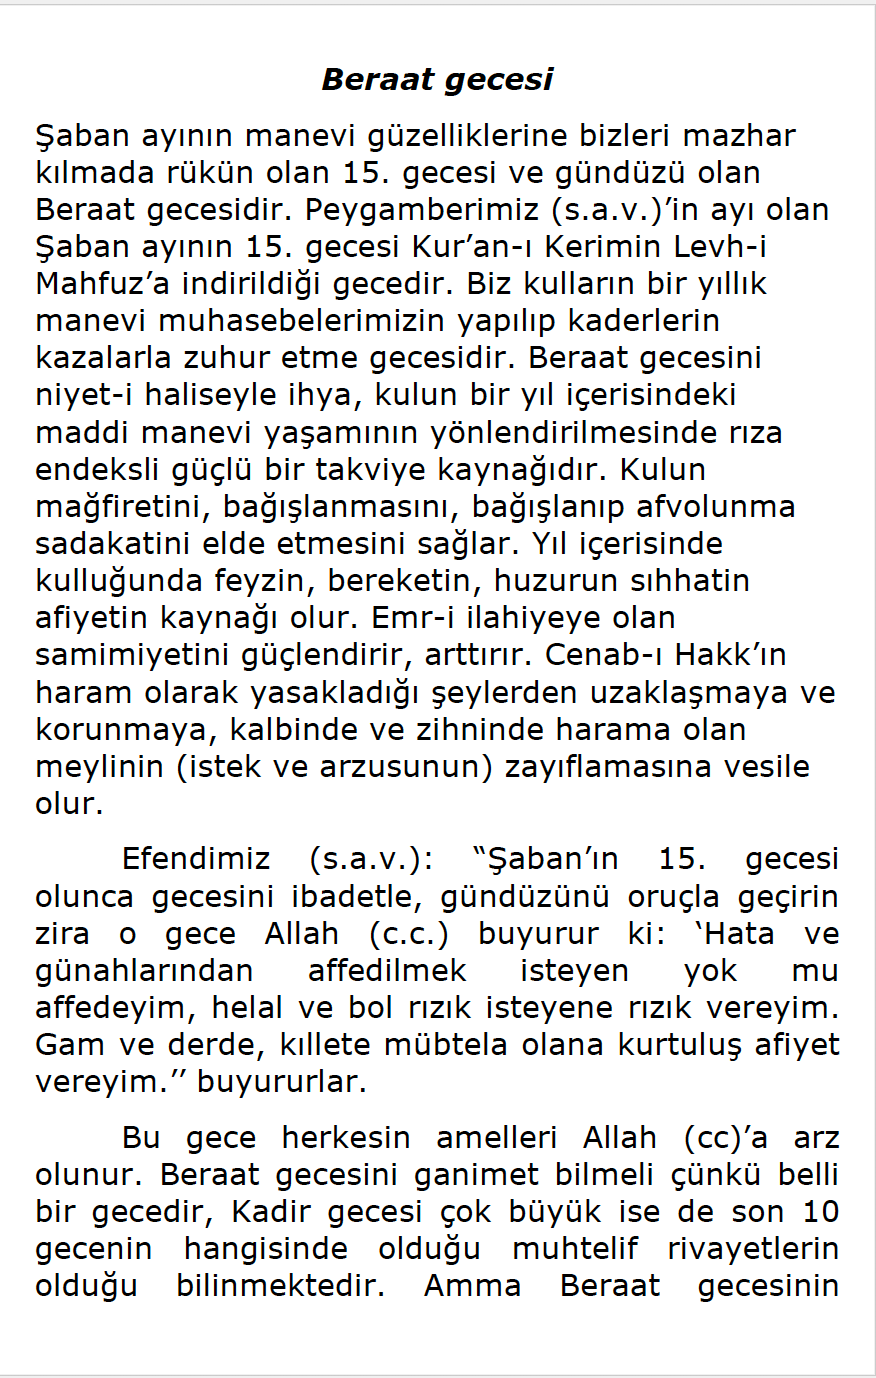 Beraat gecesi
Şaban ayının manevi güzelliklerine bizleri mazhar
kılmada rükün olan 15. gecesi ve gündüzü olan
Beraat gecesidir. Peygamberimiz (s.a.v.)’in ayı olan
Şaban ayının 15. gecesi Kur’an-ı Kerimin Levh-i
Mahfuz’a indirildiği gecedir. Biz kulların bir yıllık
manevi muhasebelerimizin yapılıp kaderlerin
kazalarla zuhur etme gecesidir. Beraat gecesini
niyet-i haliseyle ihya, kulun bir yıl içerisindeki
maddi manevi yaşamının yönlendirilmesinde rıza
endeksli güçlü bir takviye kaynağıdır. Kulun
mağfiretini, bağışlanmasını, bağışlanıp afvolunma
sadakatini elde etmesini sağlar. Yıl içerisinde
kulluğunda feyzin, bereketin, huzurun sıhhatin
afiyetin kaynağı olur. Emr-i ilahiyeye olan
samimiyetini güçlendirir, arttırır. Cenab-ı Hakk’ın
haram olarak yasakladığı şeylerden uzaklaşmaya ve
korunmaya, kalbinde ve zihninde harama olan
meylinin (istek ve arzusunun) zayıflamasına vesile
olur.
Efendimiz (s.a.v.): “Şaban’ın 15. gecesi
olunca gecesini ibadetle, gündüzünü oruçla geçirin
zira o gece Allah (c.c.) buyurur ki: ‘Hata ve
günahlarından affedilmek isteyen yok mu
affedeyim, helal ve bol rızık isteyene rızık vereyim.
Gam ve derde, kıllete mübtela olana kurtuluş afiyet
vereyim.’’ buyururlar.
Bu gece herkesin amelleri Allah (cc)’a arz
olunur. Beraat gecesini ganimet bilmeli çünkü belli
bir gecedir, Kadir gecesi çok büyük ise de son 10
gecenin hangisinde olduğu muhtelif rivayetlerin
olduğu bilinmektedir. Amma Beraat gecesinin